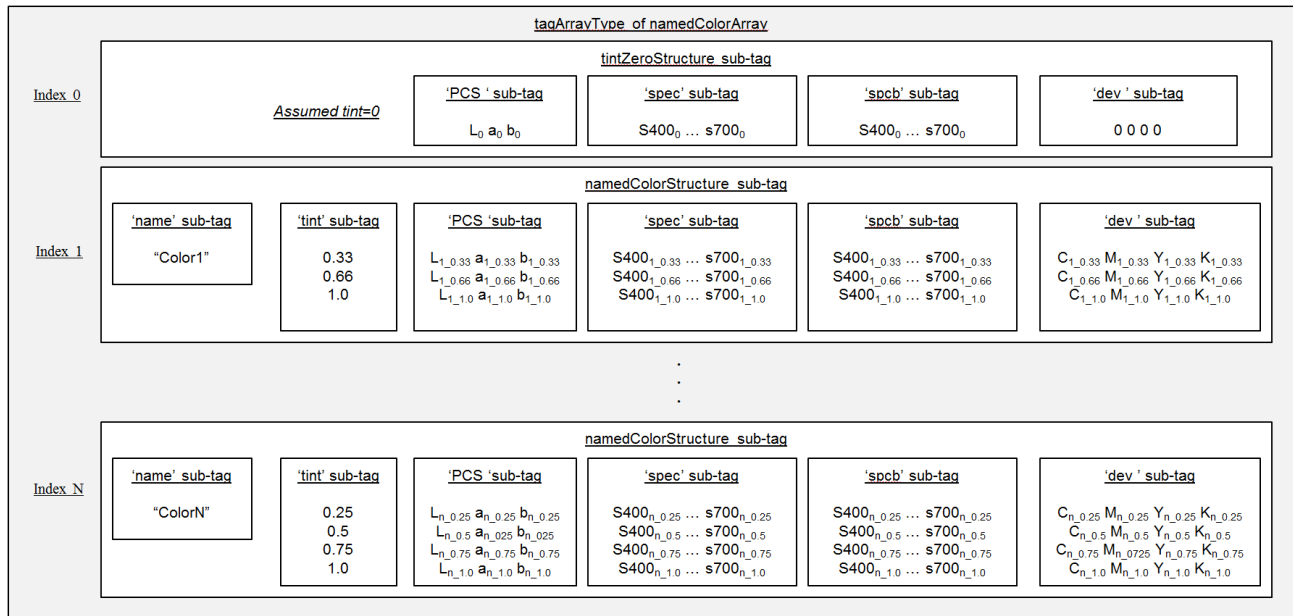 tagArrayType of namedColorArray
tintZeroStructure sub-tag
Index 0
Assumed tint=0
‘PCS ‘ sub-tag
L0 a0 b0
‘spec’ sub-tag
S4000 … s7000
‘spcb’ sub-tag
S4000 … s7000
‘dev ’ sub-tag
0 0 0 0
namedColorStructure sub-tag
Index 1
‘name’ sub-tag
“Color1”
‘tint’ sub-tag
0.33
0.66
1.0
‘PCS ‘sub-tag
L1_0.33 a1_0.33 b1_0.33
L1_0.66 a1_0.66 b1_0.66
L1_1.0 a1_1.0 b1_1.0
‘spec’ sub-tag
S4001_0.33 … s7001_0.33
S4001_0.66 … s7001_0.66
S4001_1.0 … s7001_1.0
‘spcb’ sub-tag
S4001_0.33 … s7001_0.33
S4001_0.66 … s7001_0.66
S4001_1.0 … s7001_1.0
‘dev ’ sub-tag
C1_0.33 M1_0.33 Y1_0.33 K1_0.33
C1_0.66 M1_0.66 Y1_0.66 K1_0.66
C1_1.0 M1_1.0 Y1_1.0 K1_1.0
.
.
.
namedColorStructure sub-tag
Index N
‘name’ sub-tag
“ColorN”
‘tint’ sub-tag
0.25
0.5
0.75
1.0
‘PCS ‘sub-tag
Ln_0.25 an_0.25 bn_0.25
Ln_0.5 an_025 bn_025
Ln_0.75 an_0.75 bn_0.75
Ln_1.0 an_1.0 bn_1.0
‘spec’ sub-tag
S400n_0.25 … s700n_0.25
S400n_0.5 … s700n_0.5
S400n_0.75 … s700n_0.75
S400n_1.0 … s700n_1.0
‘spcb’ sub-tag
S400n_0.25 … s700n_0.25
S400n_0.5 … s700n_0.5
S400n_0.75 … s700n_0.75
S400n_1.0 … s700n_1.0
‘dev ’ sub-tag
Cn_0.25 Mn_0.25 Yn_0.25 Kn_0.25
Cn_0.5 Mn_0.5 Yn_0.5 Kn_0.5
Cn_0.75 Mn_0725 Yn_0.75 Kn_0.75
Cn_1.0 Mn_1.0 Yn_1.0 Kn_1.0